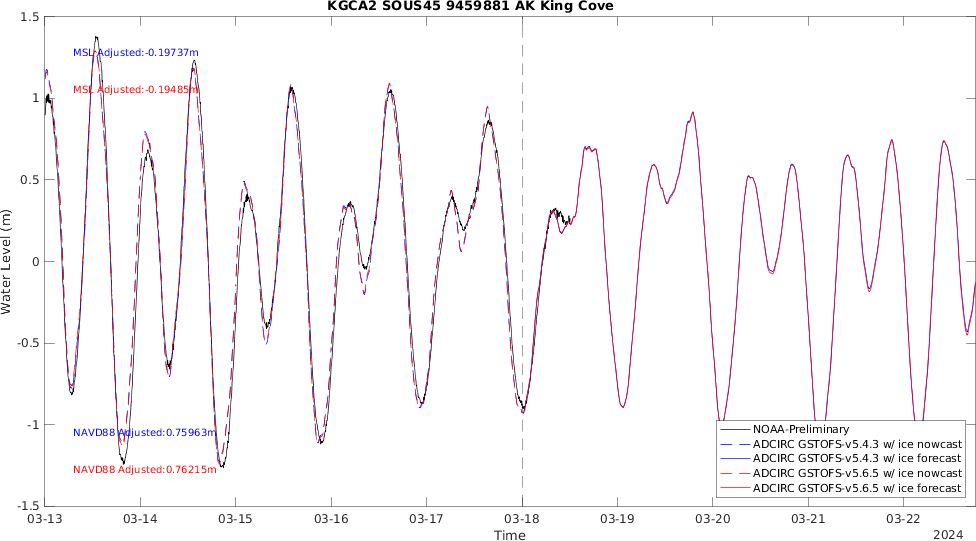 KGCA2 SOUS45 9459881 AK King Cove
1.5
MSL Adjusted:-0.19737m
MSL Adjusted:-0.19485m
1
0.5
Water Level (m)
0
-0.5
-1
NAVD88 Adjusted:0.75963m
NAVD88 Adjusted:0.76215m
-1.5
NOAA-Preliminary
ADCIRC GSTOFS-v5.4.3 w/ ice nowcast
ADCIRC GSTOFS-v5.4.3 w/ ice forecast
ADCIRC GSTOFS-v5.6.5 w/ ice nowcast
ADCIRC GSTOFS-v5.6.5 w/ ice forecast
03-13 03-14 03-15 03-16 03-17 03-18 03-19 03-20 03-21 03-22
Time
2024